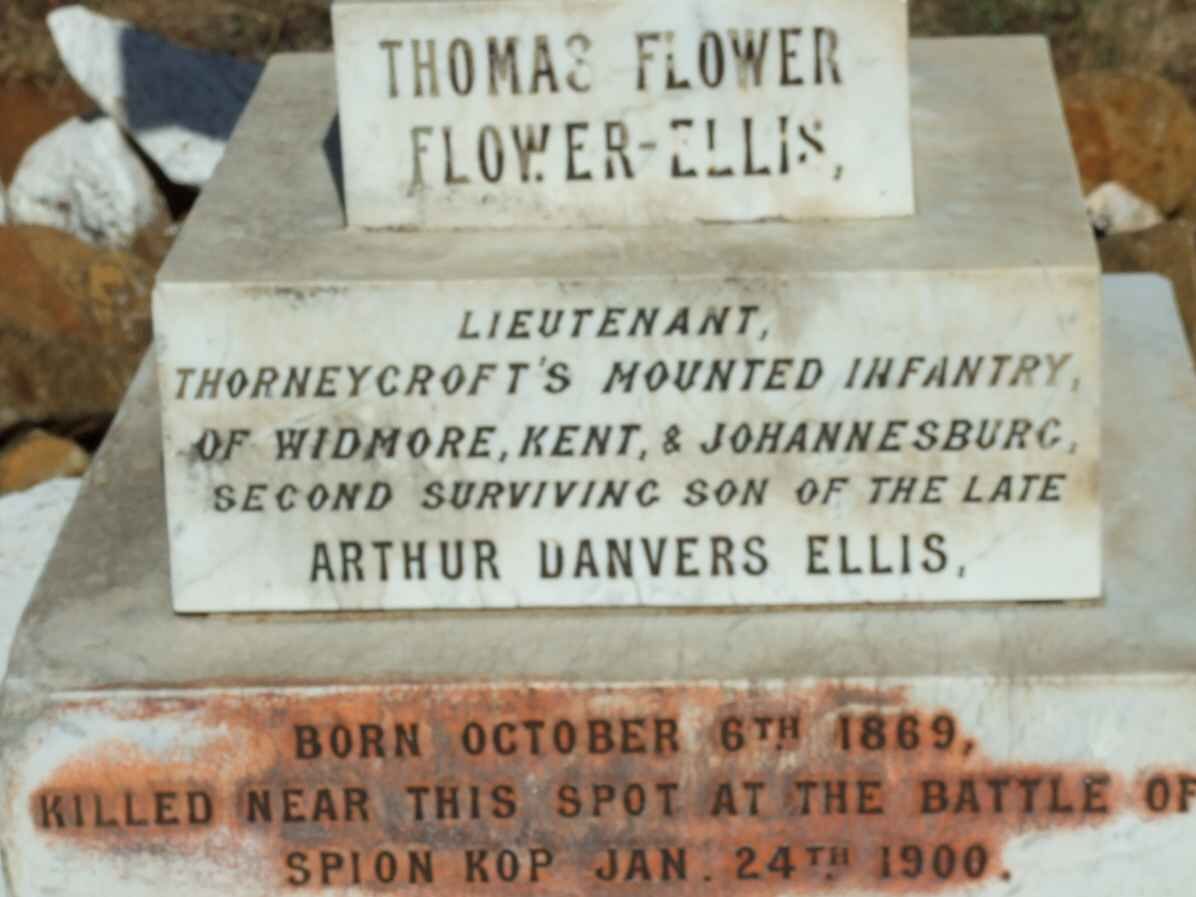 THOMAS FLOWER
FLOWER-ELLIS,
LIEUTENANT,
THORNEYCROFT'S MOUNTED INFANTRY,
OF WIDMORE, KENT, & JOHANNESBURG,
SECOND SURVIVING SON OF THE LATE
ARTHUR DANVERS ELLIS,
BORN OCTOBER 6TH 1869,
KILLED NEAR THIS SPOT AT THE BATTLE OF
SPION KOP JAN. 24TH 1900.